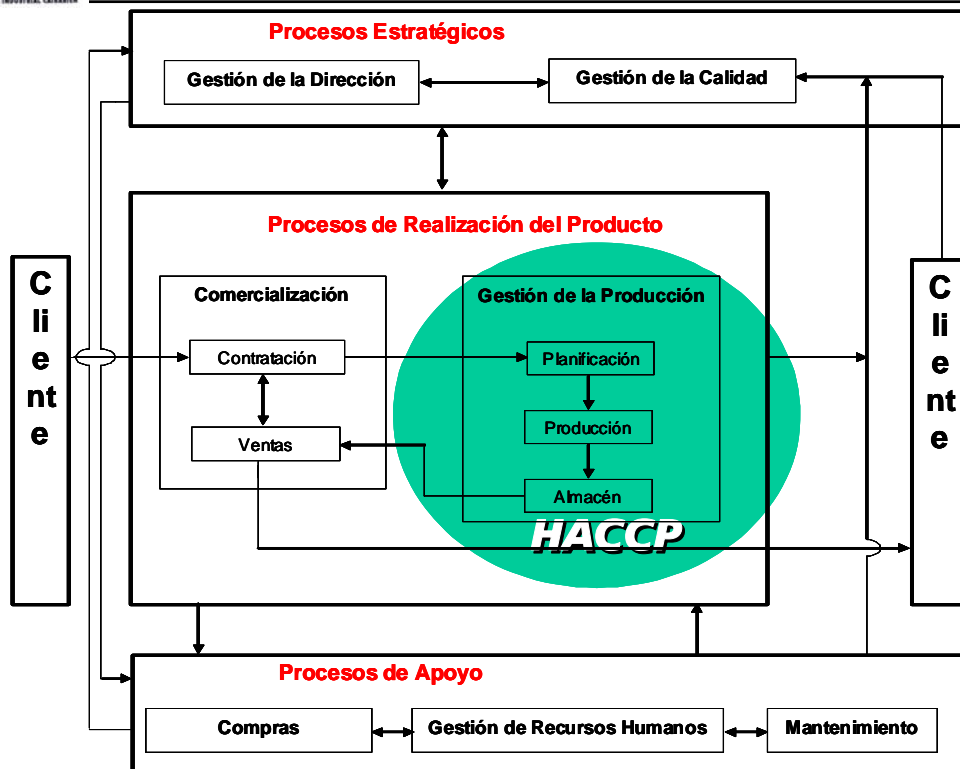 Procesos Estratégicos
Gestión de la Dirección
Gestión de la Calidad
Procesos de Realización del Producto
Comercialización
Gestión de la Producción
Contratación
Planificación
Producción
Ventas
Almacén
HACCP
C
li
e
nt
e
C
li
e
nt
e
Procesos de Apoyo
Compras
Gestión de Recursos Humanos
Mantenimiento